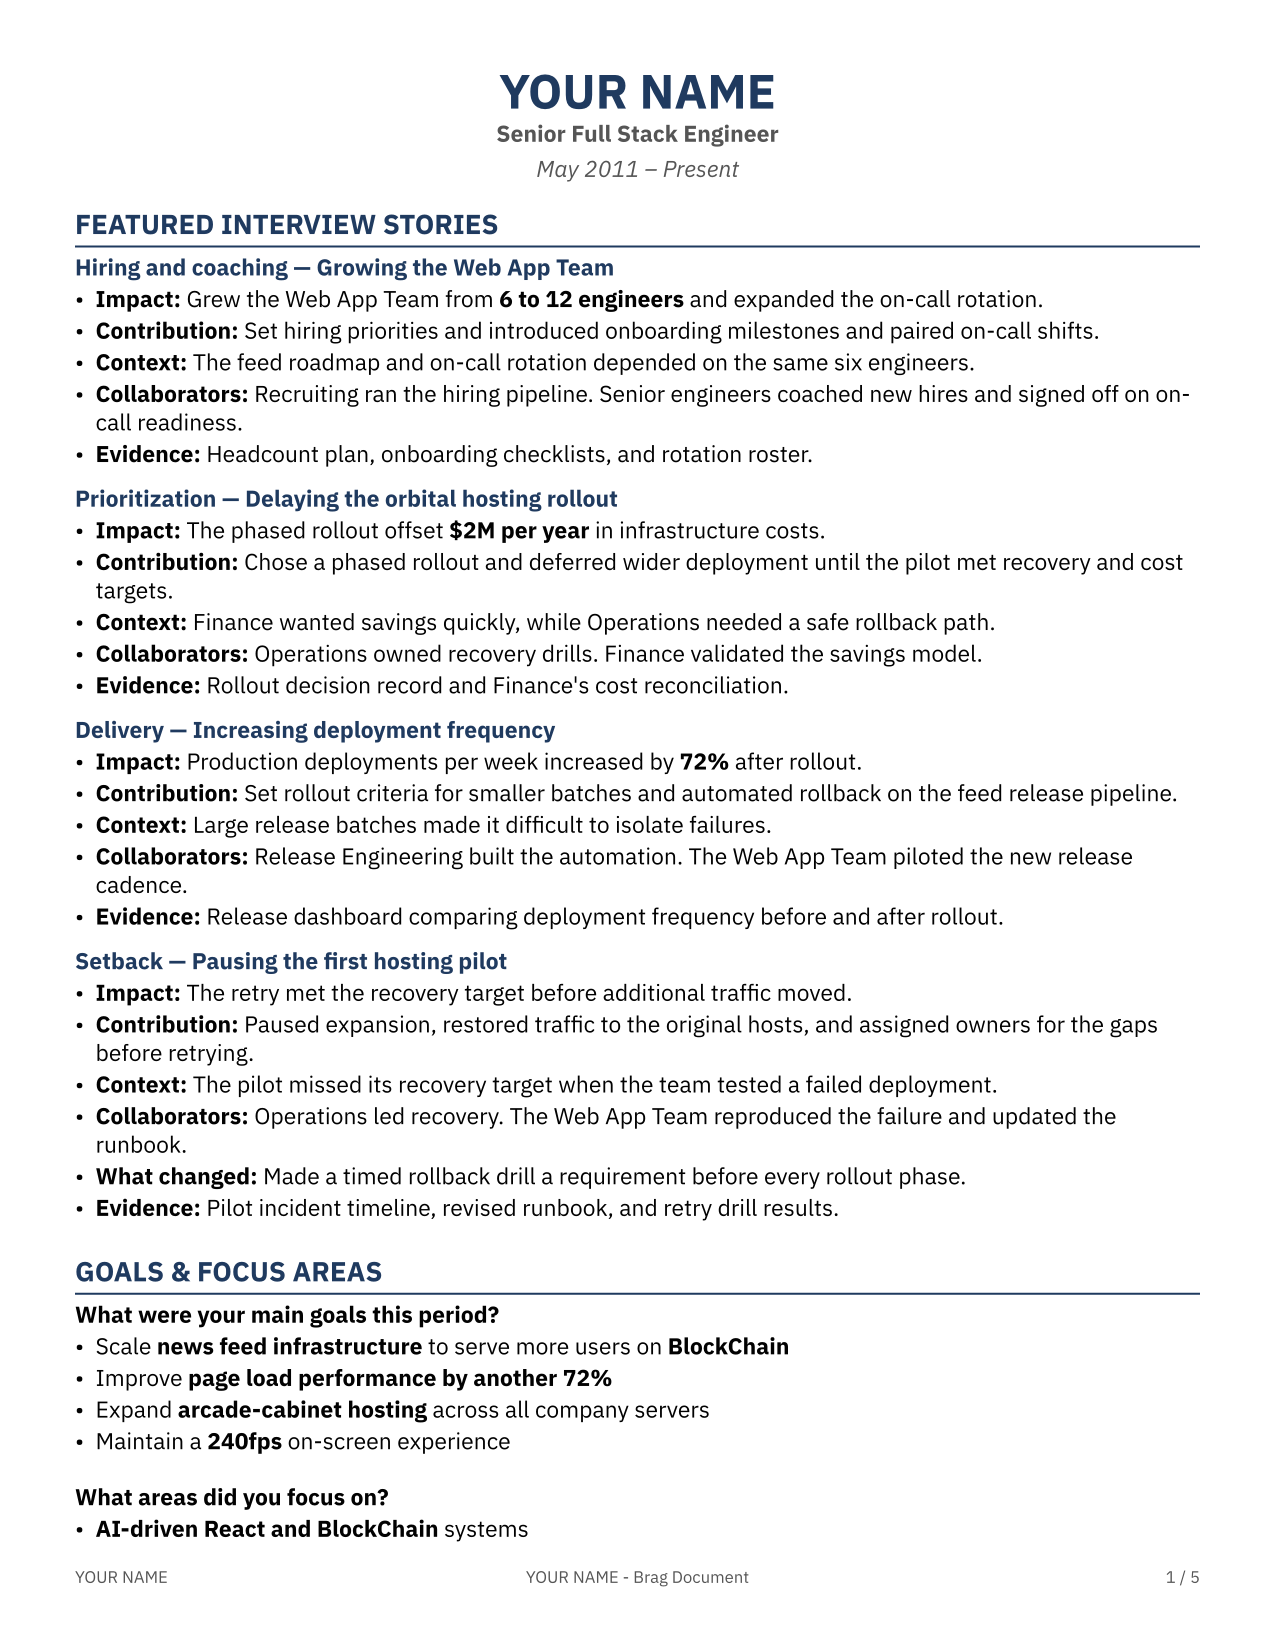 YOUR NAME
Senior Full Stack Engineer
May 2011 – Present
FEATURED INTERVIEW STORIES
Hiring and coaching — Growing the Web App Team
• Impact: Grew the Web App Team from 6 to 12 engineers and expanded the on-call rotation.
• Contribution: Set hiring priorities and introduced onboarding milestones and paired on-call shifts.
• Context: The feed roadmap and on-call rotation depended on the same six engineers.
• Collaborators: Recruiting ran the hiring pipeline. Senior engineers coached new hires and signed off on on-
call readiness.
• Evidence: Headcount plan, onboarding checklists, and rotation roster.
Prioritization — Delaying the orbital hosting rollout
• Impact: The phased rollout offset $2M per year in infrastructure costs.
• Contribution: Chose a phased rollout and deferred wider deployment until the pilot met recovery and cost
targets.
• Context: Finance wanted savings quickly, while Operations needed a safe rollback path.
• Collaborators: Operations owned recovery drills. Finance validated the savings model.
• Evidence: Rollout decision record and Finance's cost reconciliation.
Delivery — Increasing deployment frequency
• Impact: Production deployments per week increased by 72% after rollout.
• Contribution: Set rollout criteria for smaller batches and automated rollback on the feed release pipeline.
• Context: Large release batches made it difficult to isolate failures.
• Collaborators: Release Engineering built the automation. The Web App Team piloted the new release
cadence.
• Evidence: Release dashboard comparing deployment frequency before and after rollout.
Setback — Pausing the first hosting pilot
• Impact: The retry met the recovery target before additional traffic moved.
• Contribution: Paused expansion, restored traffic to the original hosts, and assigned owners for the gaps
before retrying.
• Context: The pilot missed its recovery target when the team tested a failed deployment.
• Collaborators: Operations led recovery. The Web App Team reproduced the failure and updated the
runbook.
• What changed: Made a timed rollback drill a requirement before every rollout phase.
• Evidence: Pilot incident timeline, revised runbook, and retry drill results.
GOALS & FOCUS AREAS
What were your main goals this period?
• Scale news feed infrastructure to serve more users on BlockChain
• Improve page load performance by another 72%
• Expand arcade-cabinet hosting across all company servers
• Maintain a 240fps on-screen experience
What areas did you focus on?
• AI-driven React and BlockChain systems
YOUR NAME YOUR NAME - Brag Document 1 / 5